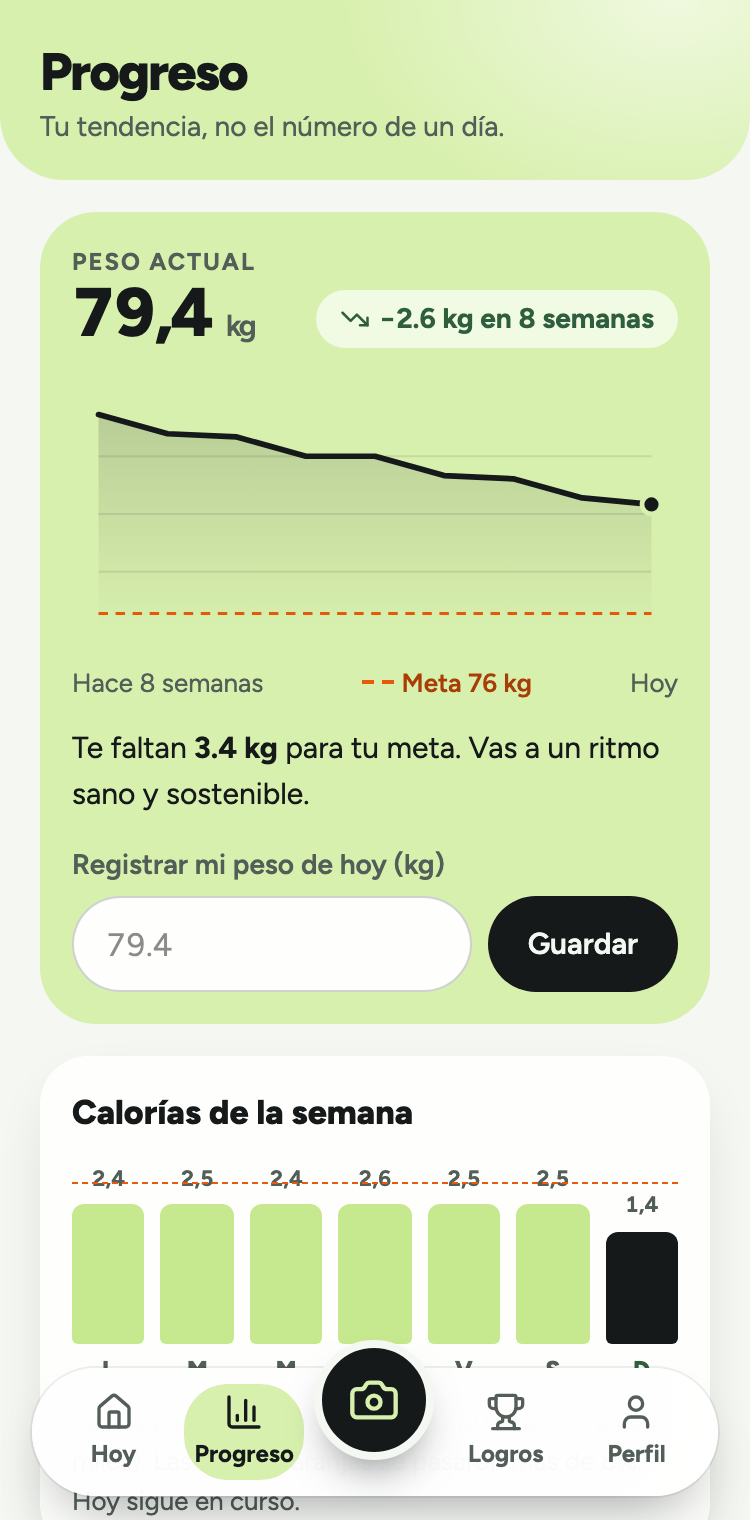 Progreso
Tu tendencia, no el número de un día.
PESO ACTUAL
79,4 kg
−2.6 kg en 8 semanas
Hace 8 semanas
Meta 76 kg
Hoy
Te faltan 3.4 kg para tu meta. Vas a un ritmo
sano y sostenible.
Registrar mi peso de hoy (kg)
79.4
Guardar
Calorías de la semana
2,4 2,5 2,4 2,6 2,5 2,5 1,4
Hoy
Progreso
Logros
Perfil
Hoy sigue en curso.